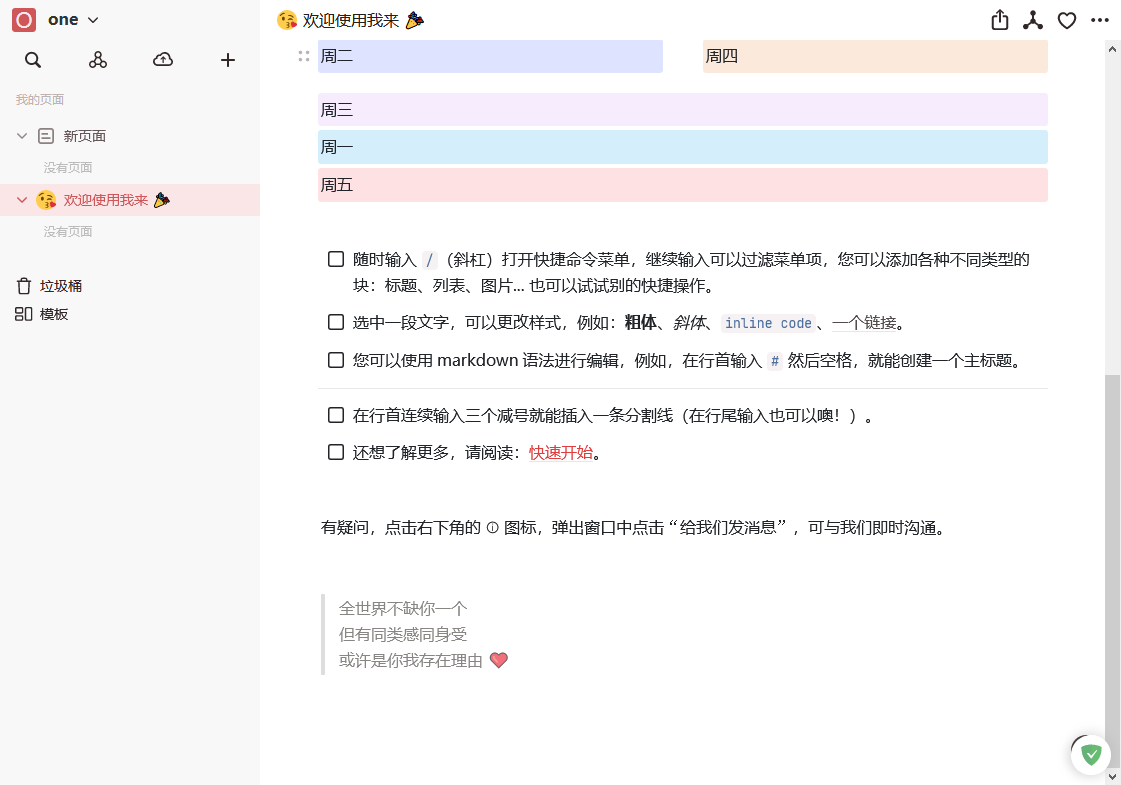 one
欢迎使用我来
我的页面
新页面
没有页面
欢迎使用我来
没有页面
垃圾桶
模板
周二
周四
周三
周一
周五
随时输入 /（斜杠）打开快捷命令菜单，继续输入可以过滤菜单项，您可以添加各种不同类型的
块：标题、列表、图片... 也可以试试别的快捷操作。
选中一段文字，可以更改样式，例如：粗体、斜体、inline code、一个链接。
您可以使用 markdown 语法进行编辑，例如，在行首输入 # 然后空格，就能创建一个主标题。
在行首连续输入三个减号就能插入一条分割线（在行尾输入也可以噢！）。
还想了解更多，请阅读：快速开始。
有疑问，点击右下角的 ⓘ 图标，弹出窗口中点击“给我们发消息”，可与我们即时沟通。
全世界不缺你一个
但有同类感同身受
或许是你我存在理由 ❤️